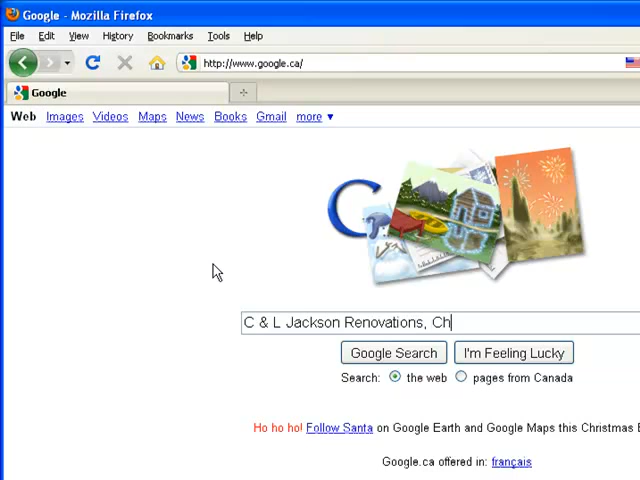 Google - Mozilla Firefox
File Edit View History Bookmarks Tools Help
http://www.google.ca/
Google
Web Images Videos Maps News Books Gmail more ▼
C & L Jackson Renovations, Ch
Google Search I'm Feeling Lucky
Search: the web pages from Canada
Ho ho ho! Follow Santa on Google Earth and Google Maps this Christmas
Google.ca offered in: français